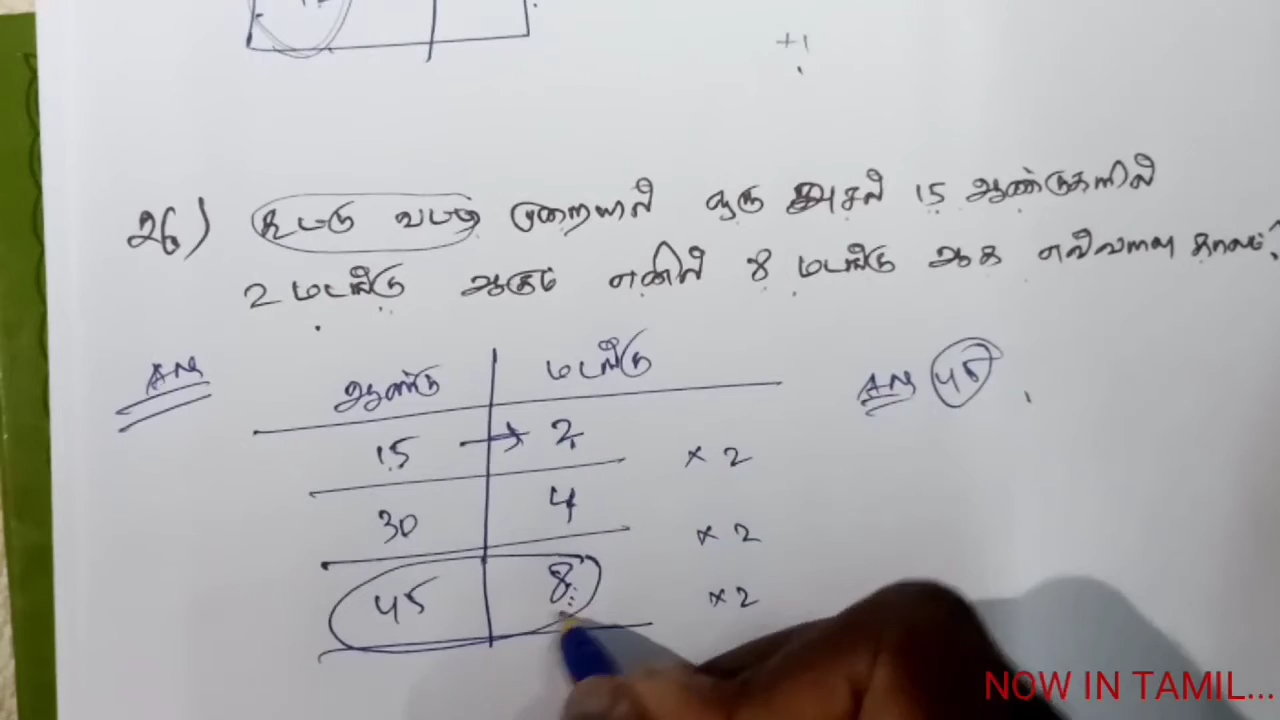 +1
26) கூட்டு வட்டி முறையில் ஒரு அசல் 15 ஆண்டுகளில்
2 மடங்கு ஆகும் எனில் 8 மடங்கு ஆக எவ்வளவு காலம்?
Ans
ஆண்டு மடங்கு
Ans 45
15 → 2 × 2
30 4 × 2
45 8 × 2
NOW IN TAMIL...